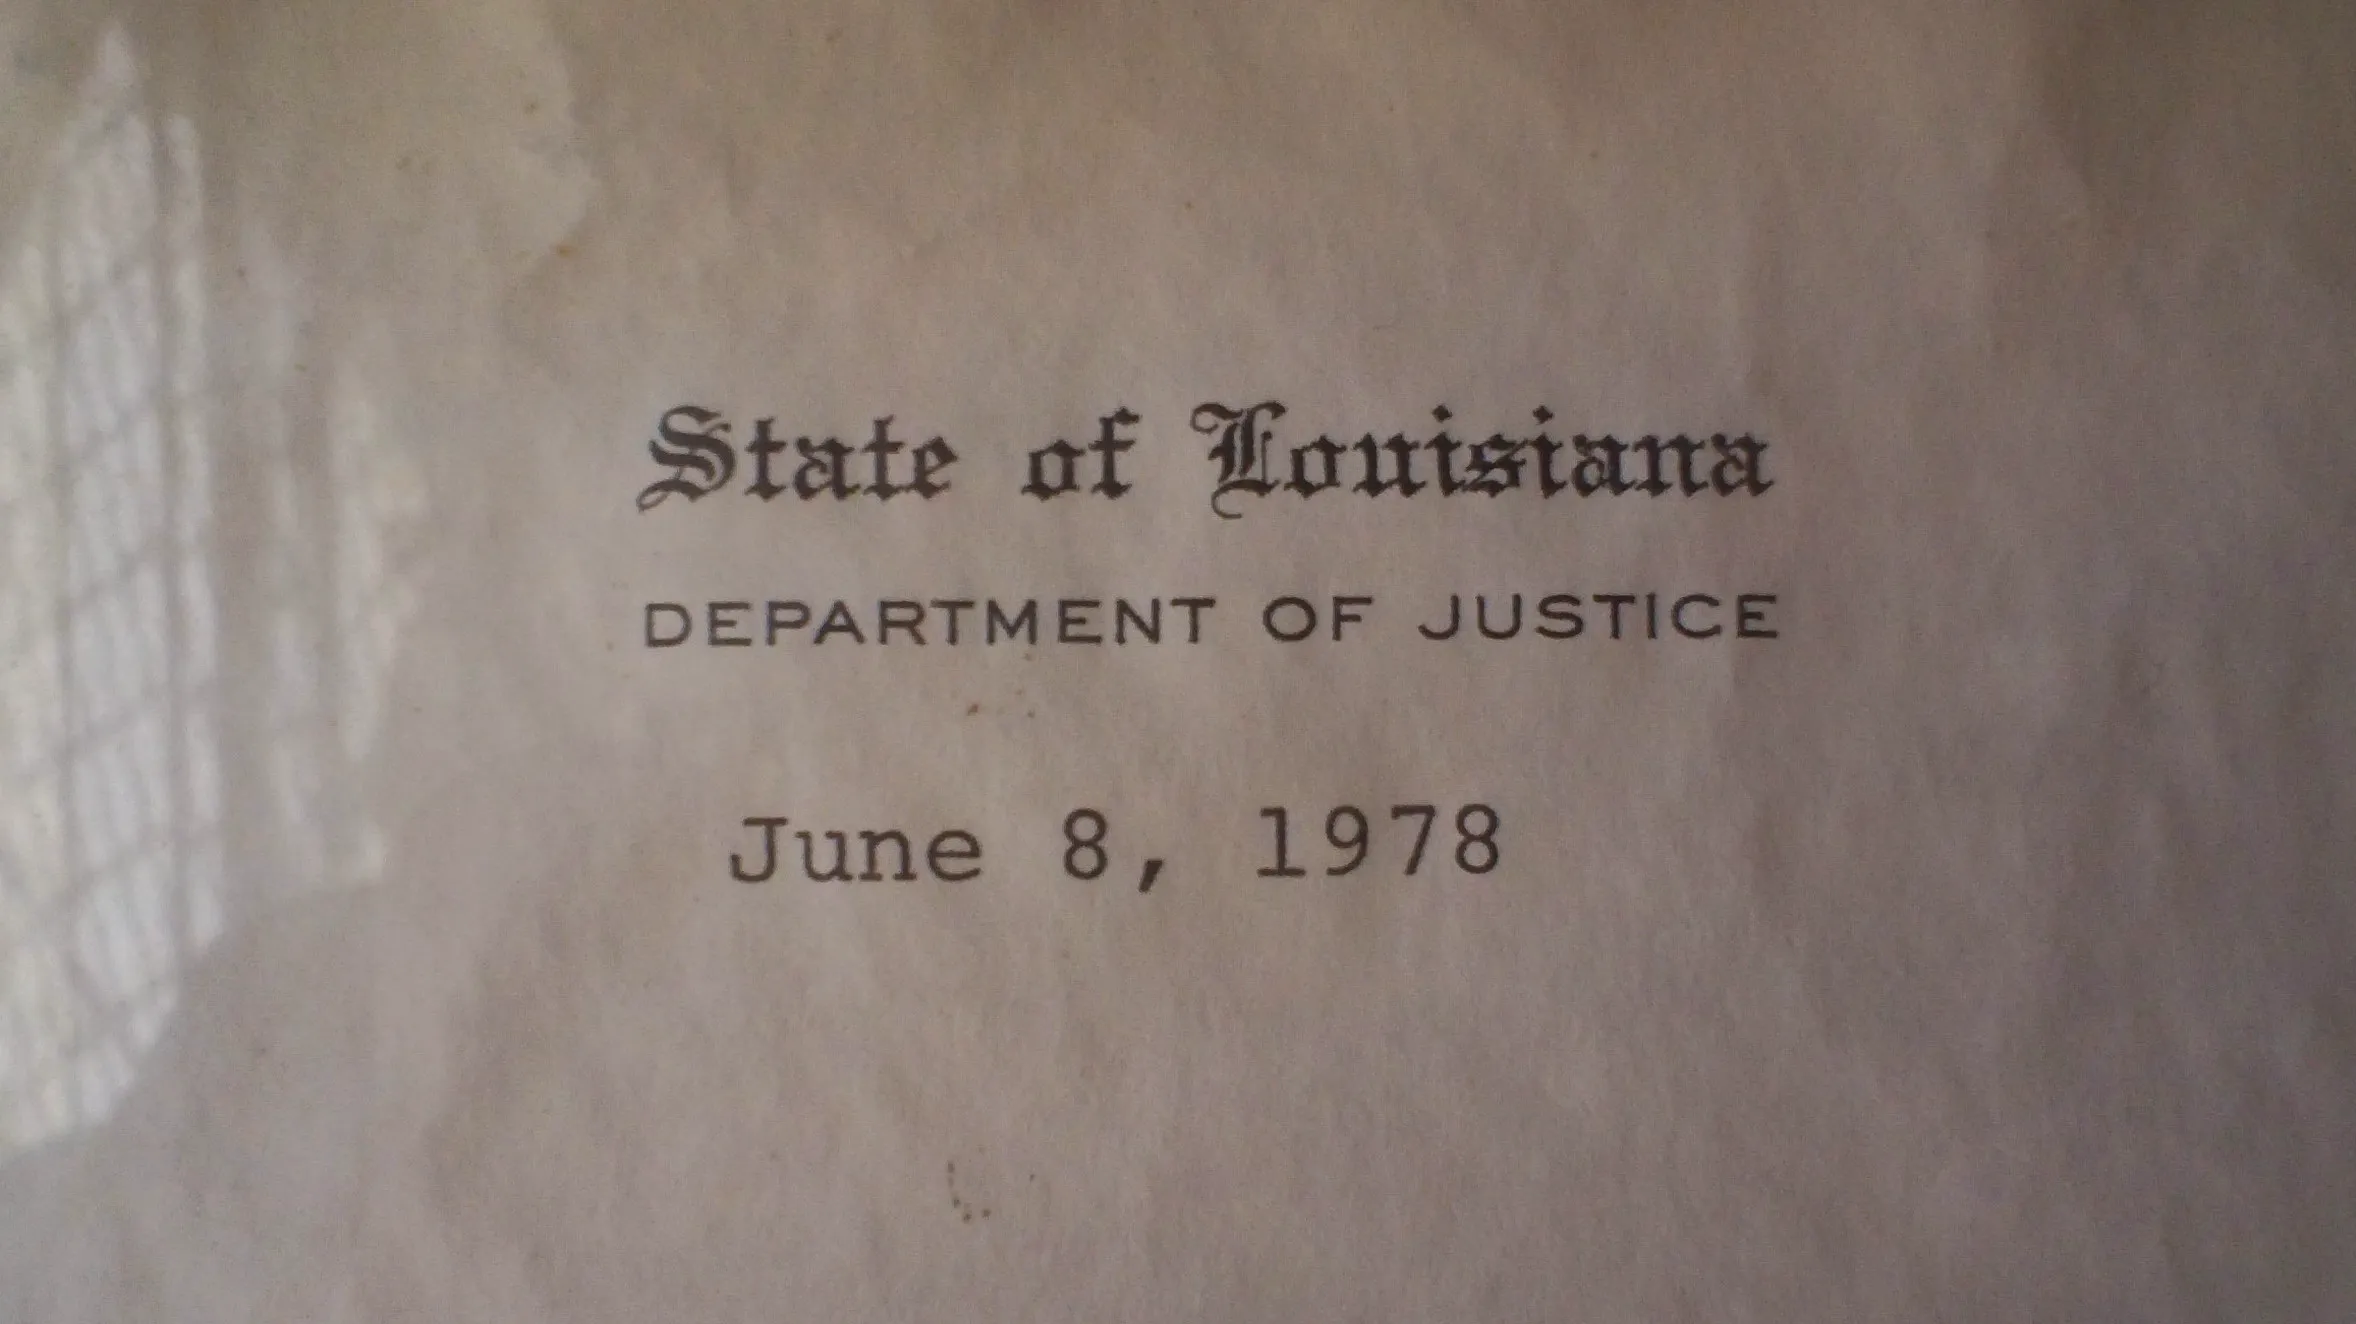 State of Louisiana
DEPARTMENT OF JUSTICE
June 8, 1978